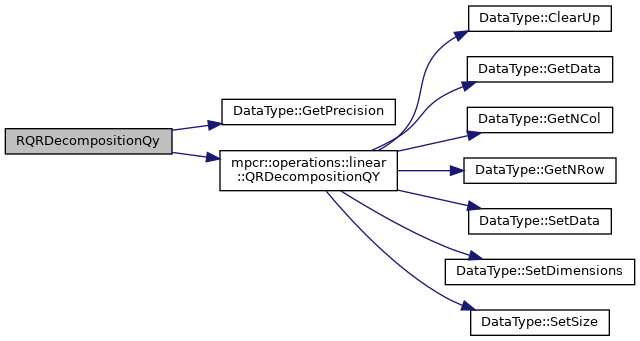 RQRDecompositionQy
DataType::GetPrecision
mpcr::operations::linear
::QRDecompositionQY
DataType::ClearUp
DataType::GetData
DataType::GetNCol
DataType::GetNRow
DataType::SetData
DataType::SetDimensions
DataType::SetSize